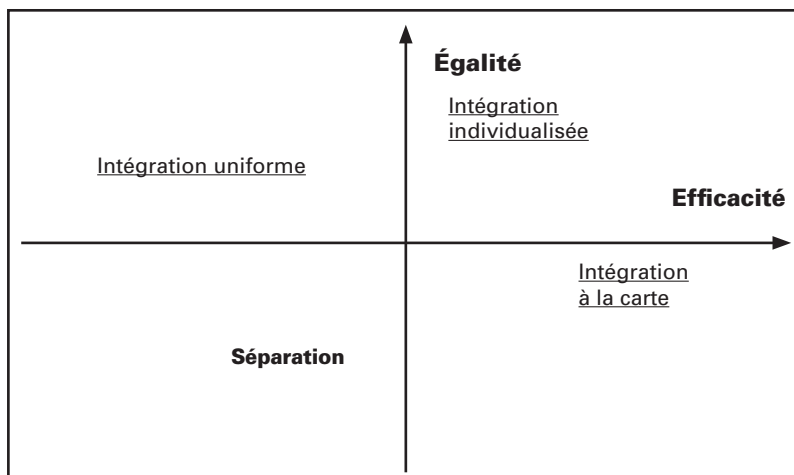 Égalité
Intégration
individualisée
Intégration uniforme
Efficacité
Intégration
à la carte
Séparation